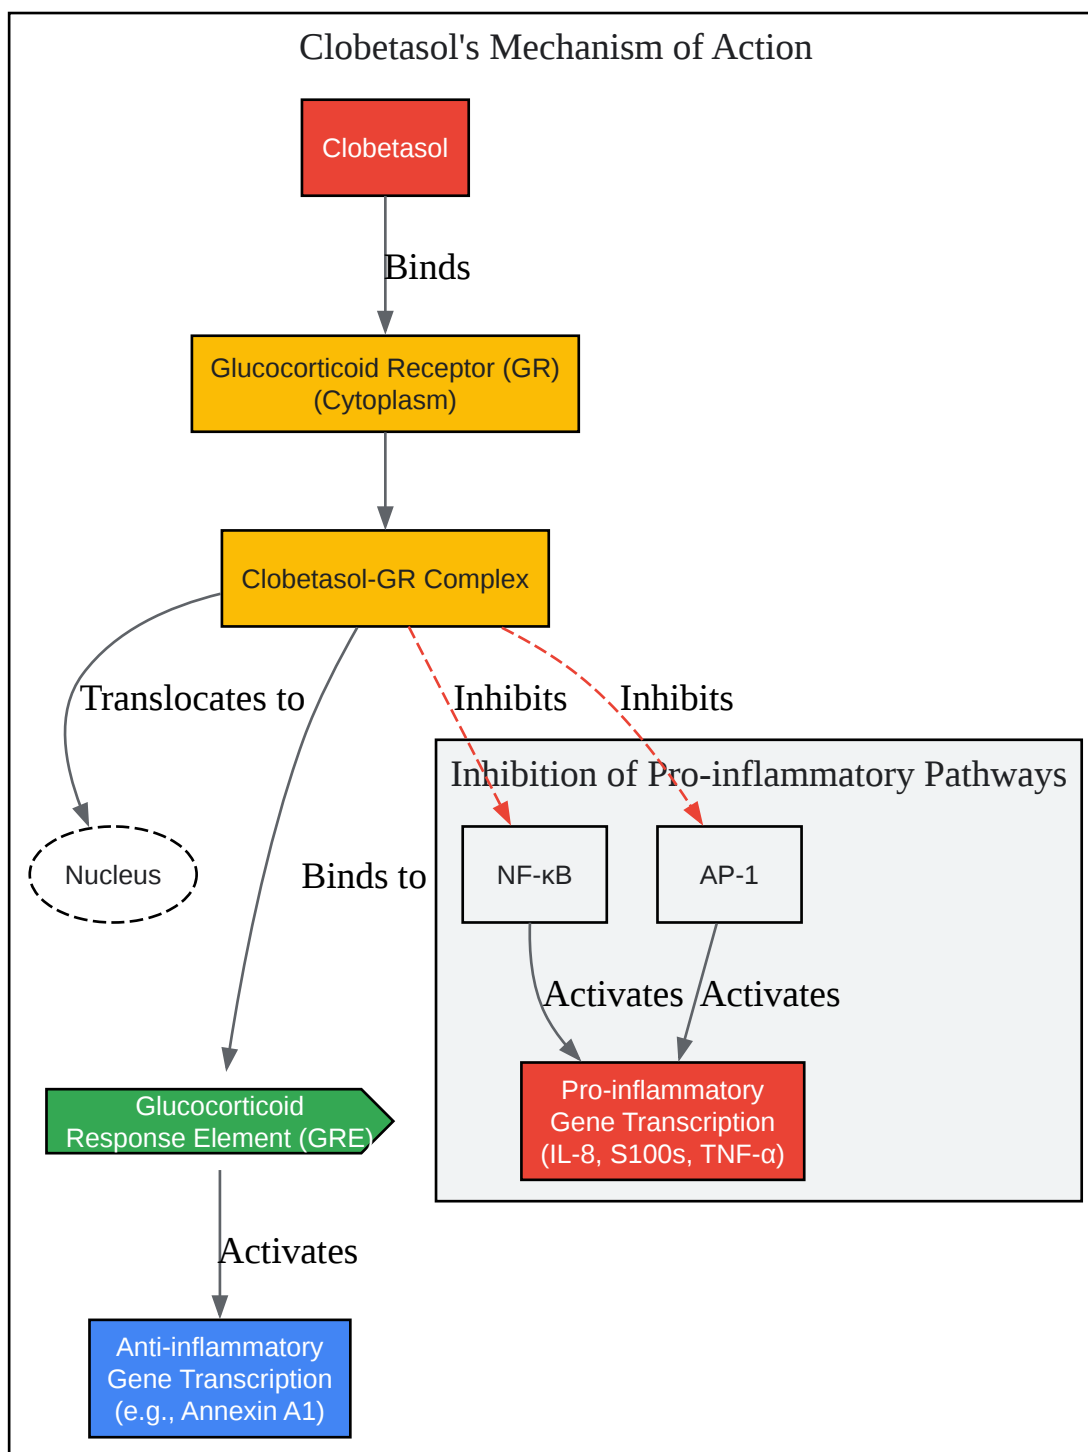 Clobetasol's Mechanism of Action
Clobetasol
Binds
Glucocorticoid Receptor (GR)
(Cytoplasm)
Clobetasol-GR Complex
Translocates to
Inhibits
Inhibits
Inhibition of Pro-inflammatory Pathways
Nucleus
Binds to
NF-κB
AP-1
Activates
Activates
Pro-inflammatory
Gene Transcription
(IL-8, S100s, TNF-α)
Glucocorticoid
Response Element (GRE)
Activates
Anti-inflammatory
Gene Transcription
(e.g., Annexin A1)